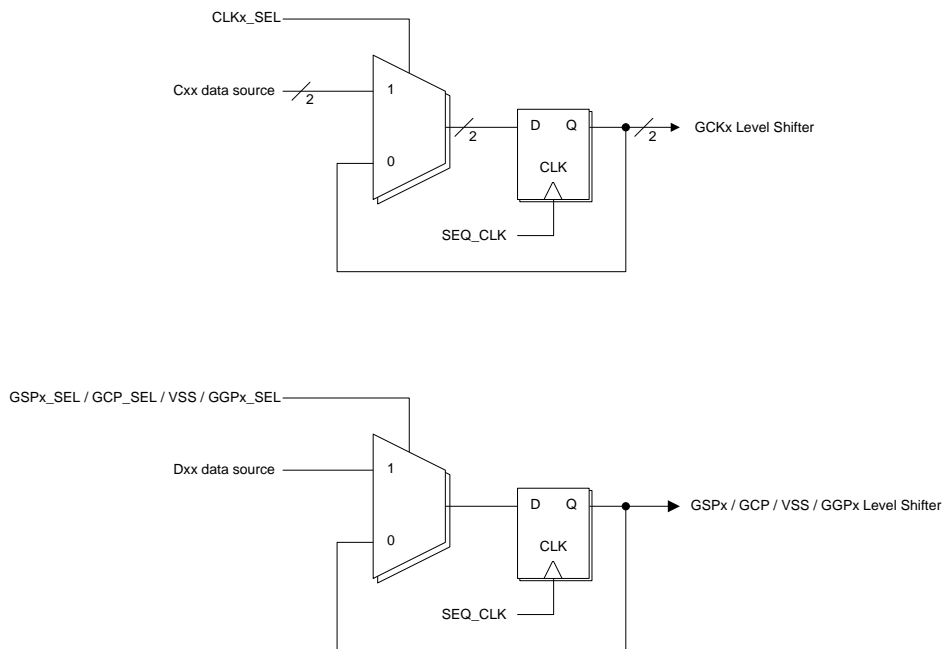 CLKx_SEL
Cxx data source
2
1
0
2
D Q
CLK
SEQ_CLK
2
GCKx Level Shifter
GSPx_SEL / GCP_SEL / VSS / GGPx_SEL
Dxx data source
1
0
D Q
CLK
SEQ_CLK
GSPx / GCP / VSS / GGPx Level Shifter